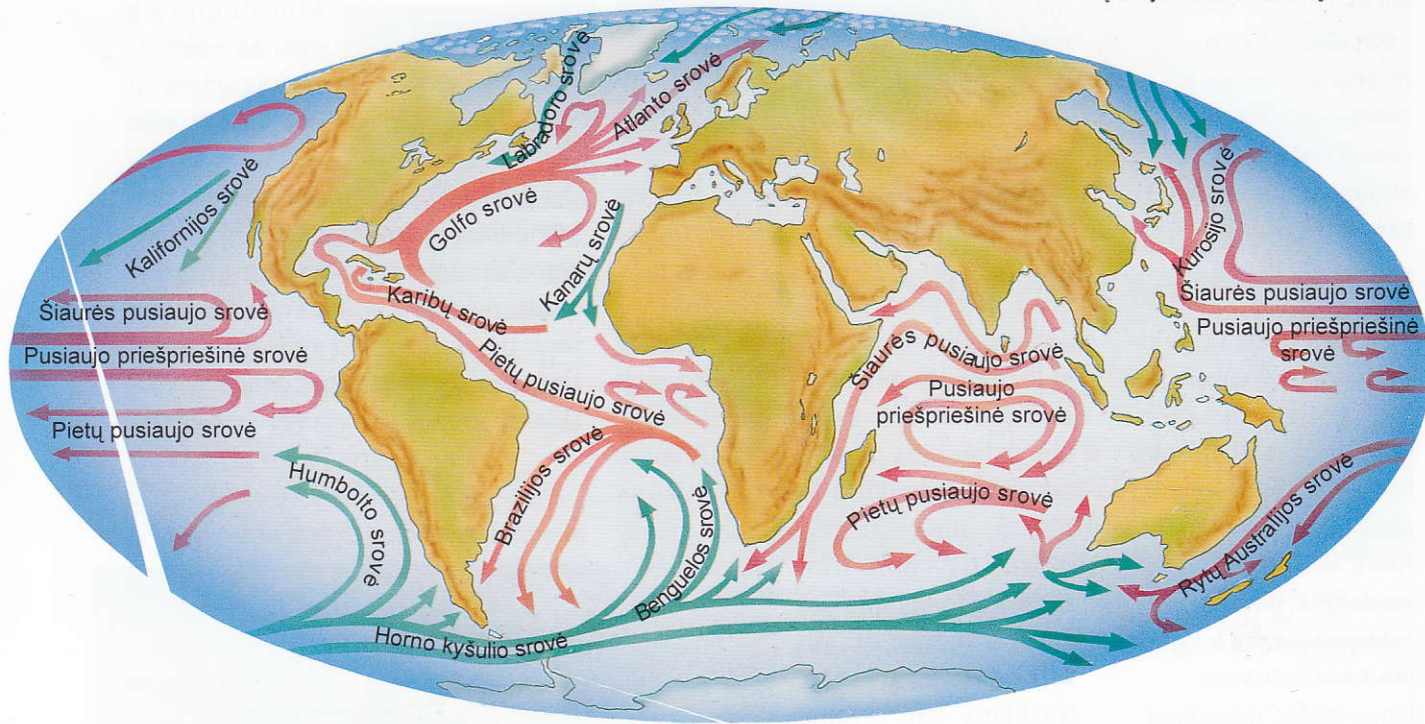 Labradoro srovė
Atlanto srovė
Golfo srovė
Kalifornijos srovė
Kanarų srovė
Karibų srovė
Kurosijo srovė
Šiaurės pusiaujo srovė
Pusiaujo priešpriešinė srovė
Pietų pusiaujo srovė
Pietų pusiaujo srovė
Šiaurės pusiaujo srovė
Pusiaujo
priešpriešinė srovė
Pietų pusiaujo srovė
Šiaurės pusiaujo srovė
Pusiaujo priešpriešinė
srovė
Humbolto
srovė
Brazilijos srovė
Benguelos srovė
Rytų Australijos srovė
Horno kyšulio srovė